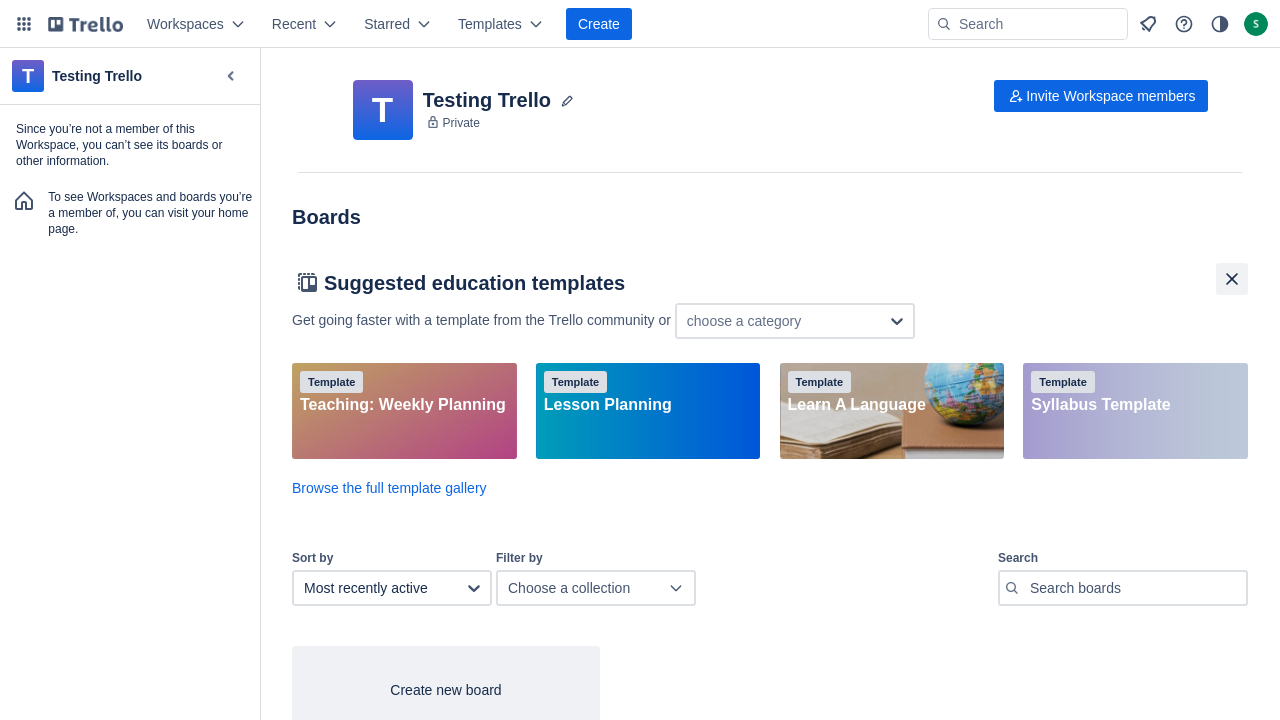 Trello
Workspaces
Recent
Starred
Templates
Create
Search
S
T
Testing Trello
Since you’re not a member of this
Workspace, you can’t see its boards or
other information.
To see Workspaces and boards you’re
a member of, you can visit your home
page.
T
Testing Trello
Private
Invite Workspace members
Boards
Suggested education templates
Get going faster with a template from the Trello community or
choose a category
Template
Teaching: Weekly Planning
Template
Lesson Planning
Template
Learn A Language
Template
Syllabus Template
Browse the full template gallery
Sort by
Most recently active
Filter by
Choose a collection
Search
Search boards
Create new board